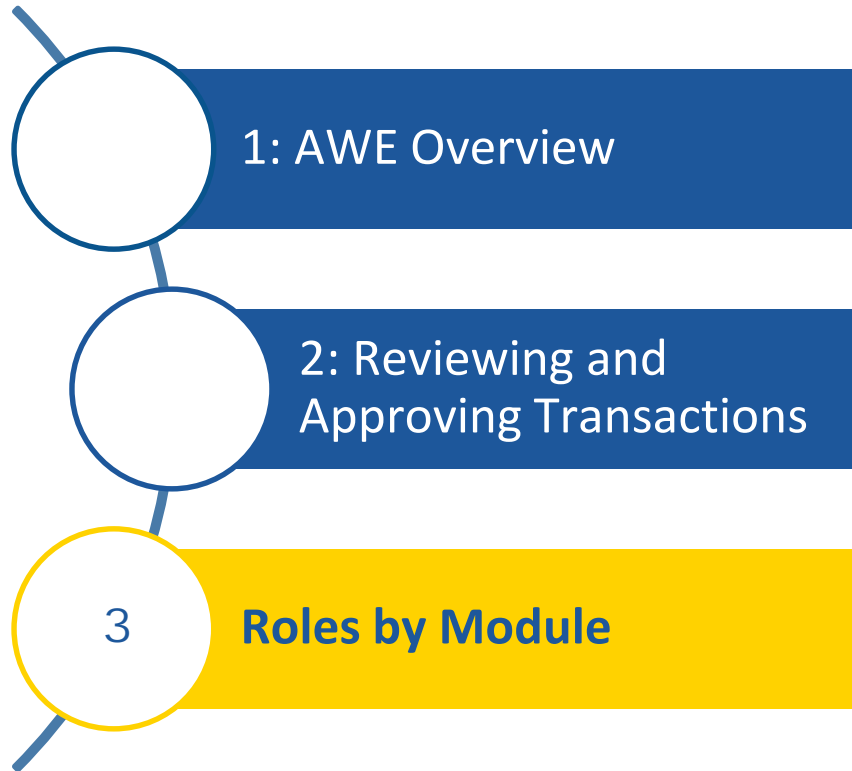 1: AWE Overview
2: Reviewing and
Approving Transactions
3
Roles by Module